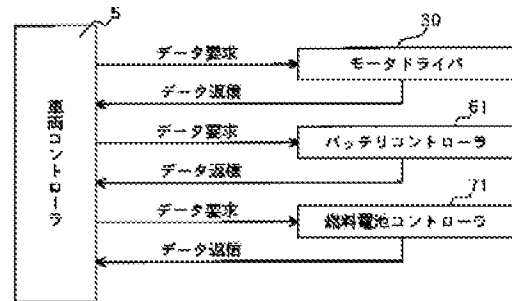 5
車両コントローラ
データ要求
30
モータドライバ
データ返信
データ要求
61
バッテリコントローラ
データ返信
データ要求
71
燃料電池コントローラ
データ返信